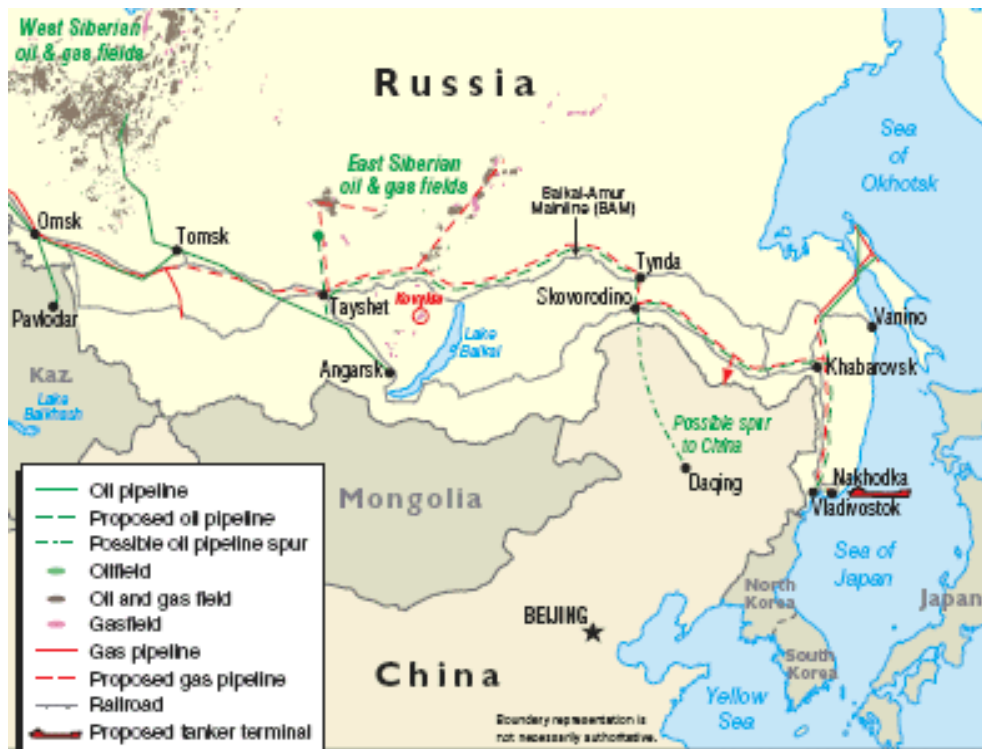 West Siberian
oil & gas fields
Russia
Sea
of
Okhotsk
East Siberian
oil & gas fields
Baikal-Amur
Mainline (BAM)
Omsk
Tomsk
Tynda
Tayshet
Kovykta
Skovorodino
Pavlodar
Vanino
Lake
Baikal
Angarsk
Khabarovsk
Kaz.
Lake
Balkhash
Possible spur
to China
Daqing
Nakhodka
Vladivostok
Mongolia
Sea of
Japan
North
Korea
Japan
BEIJING
South
Korea
China
Yellow
Sea
Boundary representation is
not necessarily authoritative.
Oil pipeline
Proposed oil pipeline
Possible oil pipeline spur
Oilfield
Oil and gas field
Gasfield
Gas pipeline
Proposed gas pipeline
Railroad
Proposed tanker terminal